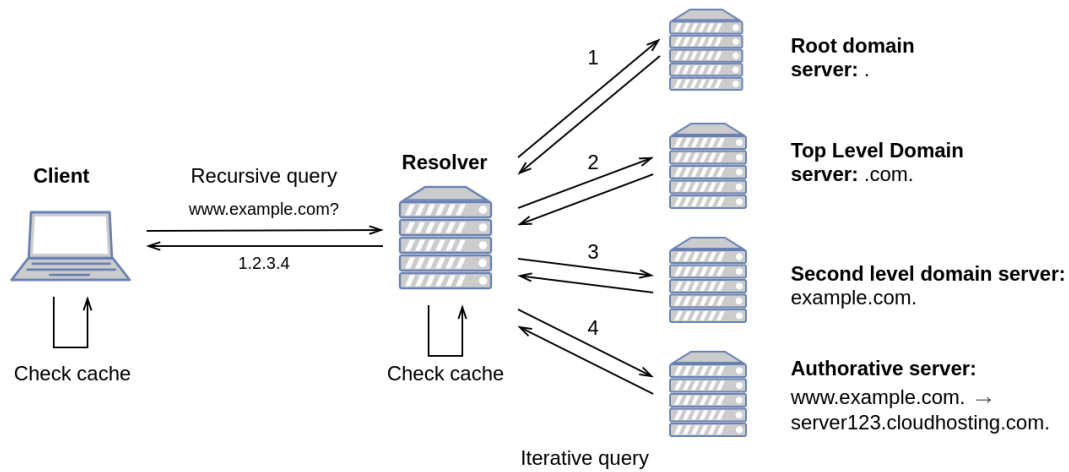 Client
Check cache
Recursive query
www.example.com?
1.2.3.4
Resolver
Check cache
1
2
3
4
Iterative query
Root domain
server: .
Top Level Domain
server: .com.
Second level domain server:
example.com.
Authorative server:
www.example.com. →
server123.cloudhosting.com.